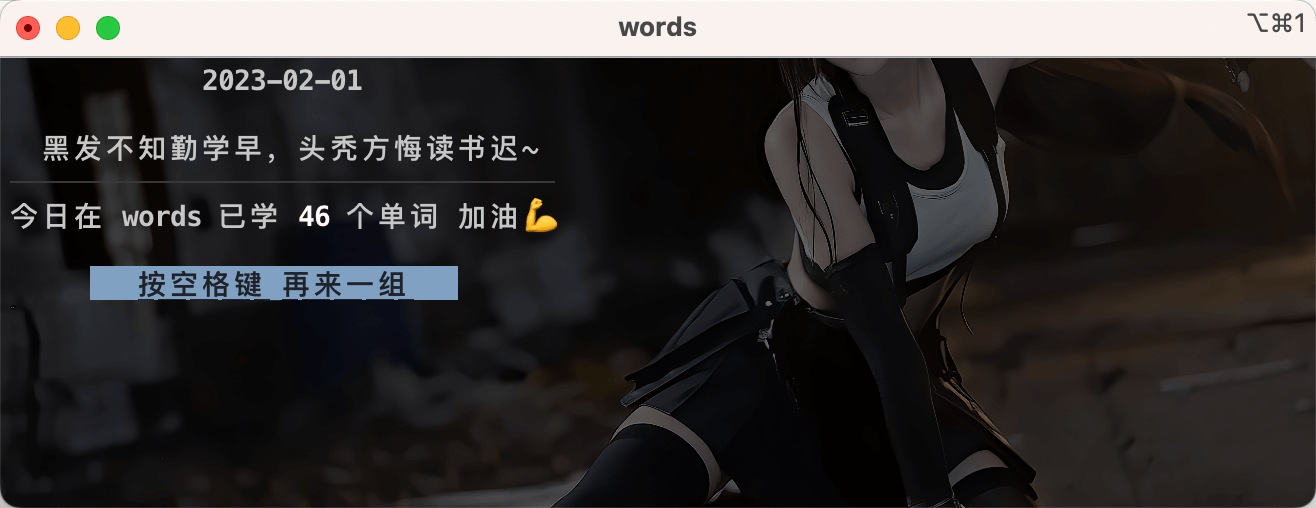 words
⌥⌘1
2023-02-01
黑发不知勤学早，头秃方悔读书迟~
今日在 words 已学 46 个单词 加油💪
按空格键 再来一组